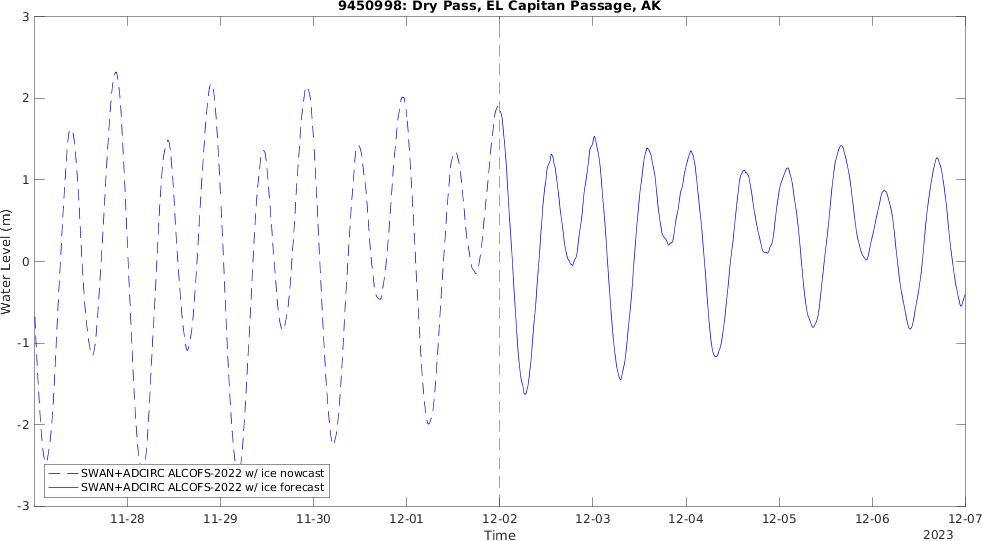 9450998: Dry Pass, EL Capitan Passage, AK
3
2
1
0
-1
-2
-3
Water Level (m)
SWAN+ADCIRC ALCOFS-2022 w/ ice nowcast
SWAN+ADCIRC ALCOFS-2022 w/ ice forecast
11-28 11-29 11-30 12-01 12-02 12-03 12-04 12-05 12-06 12-07
Time
2023